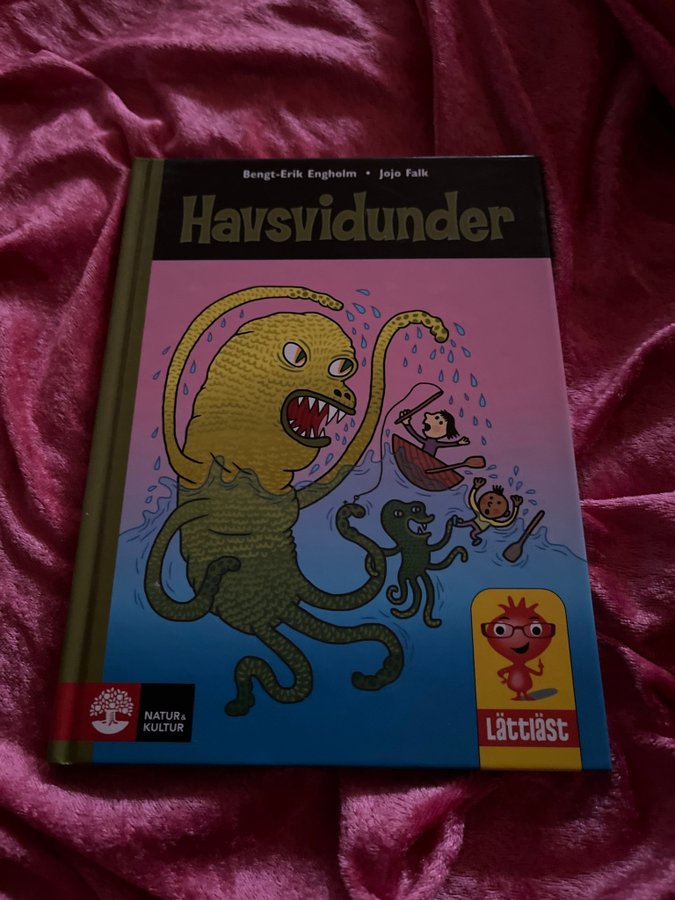 Bengt-Erik Engholm • Jojo Falk
Havsvidunder
Lättläst
NATUR &
KULTUR